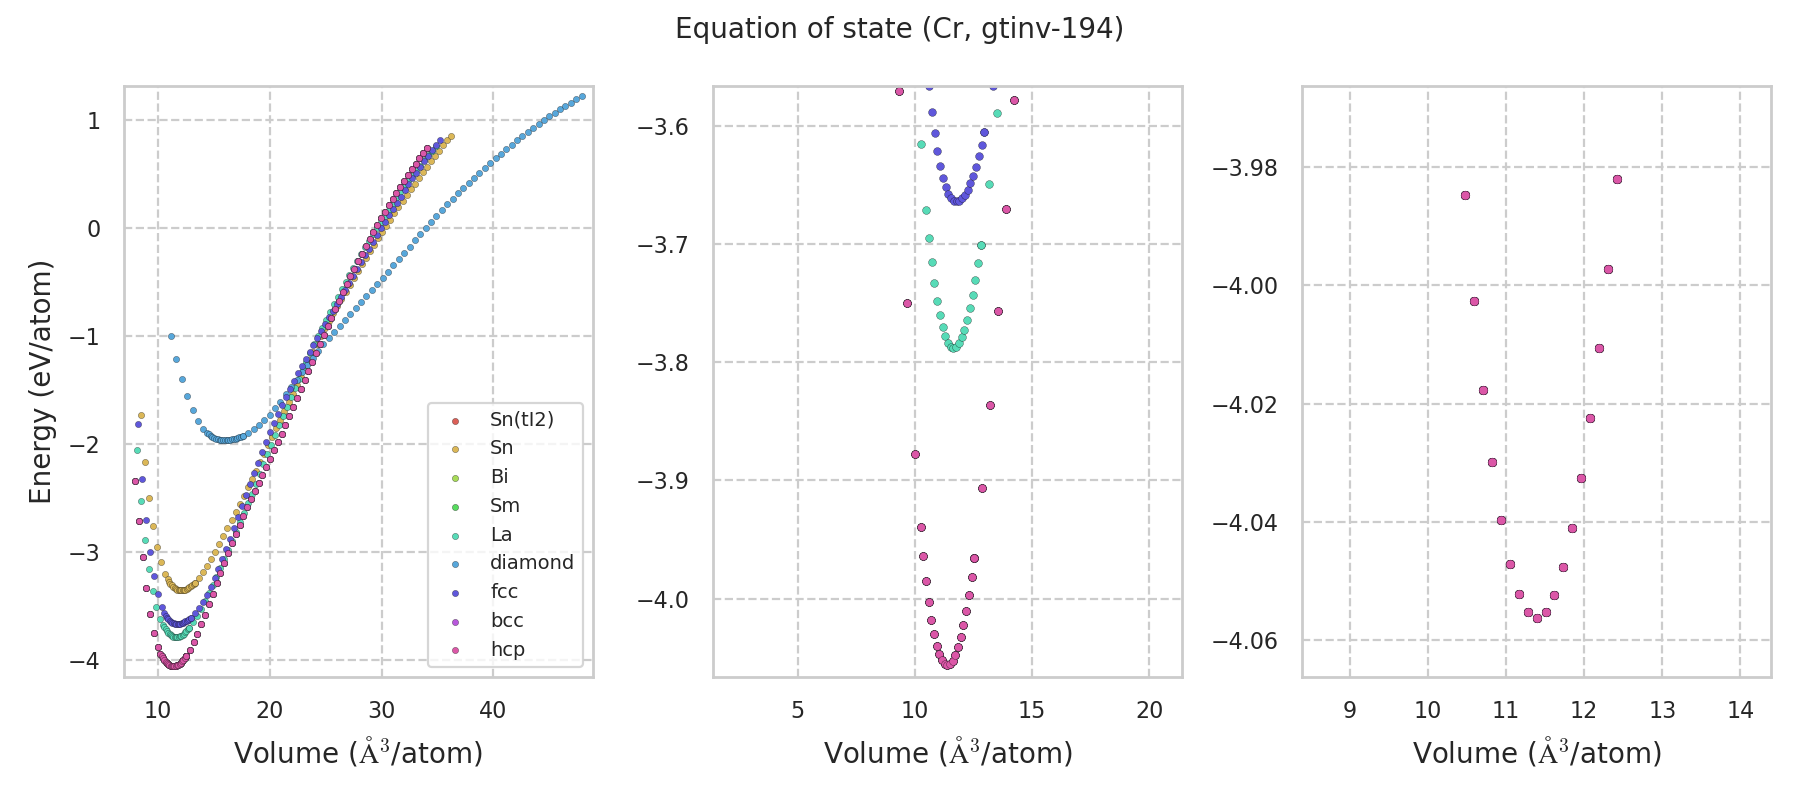 Equation of state (Cr, gtinv-194)
Energy (eV/atom)
1
0
−1
−2
−3
−4
10
20
30
40
Volume (Å³/atom)
Sn(tI2)
Sn
Bi
Sm
La
diamond
fcc
bcc
hcp
−3.6
−3.7
−3.8
−3.9
−4.0
5
10
15
20
Volume (Å³/atom)
−3.98
−4.00
−4.02
−4.04
−4.06
9
10
11
12
13
14
Volume (Å³/atom)